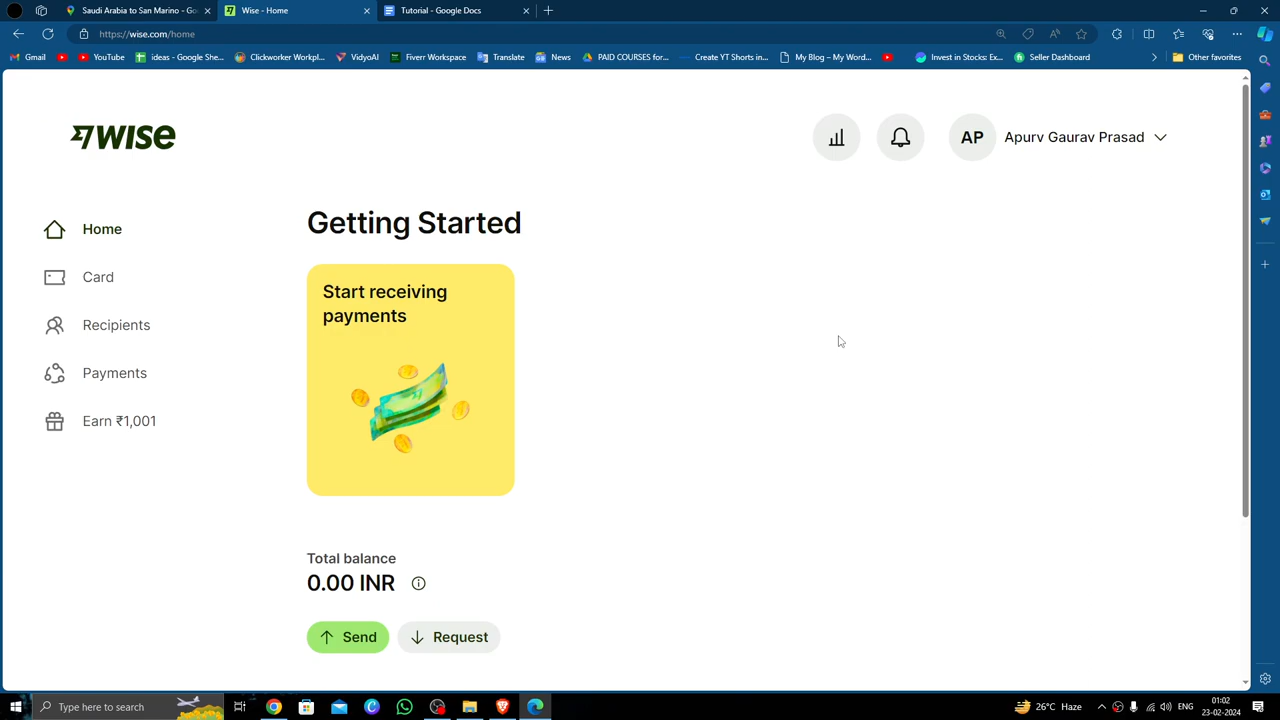 Saudi Arabia to San Marino - Go
Wise - Home
Tutorial - Google Docs
https://wise.com/home
Gmail
YouTube
ideas - Google She...
Clickworker Workpl...
VidyoAI
Fiverr Workspace
Translate
News
PAID COURSES for...
Create YT Shorts in...
My Blog – My Word...
Invest in Stocks: Ex...
Seller Dashboard
Other favorites
WISE
AP
Apurv Gaurav Prasad
Home
Card
Recipients
Payments
Earn ₹1,001
Getting Started
Start receiving
payments
Total balance
0.00 INR
Send
Request
Type here to search
26°C Haze
ENG
01:02
23-02-2024